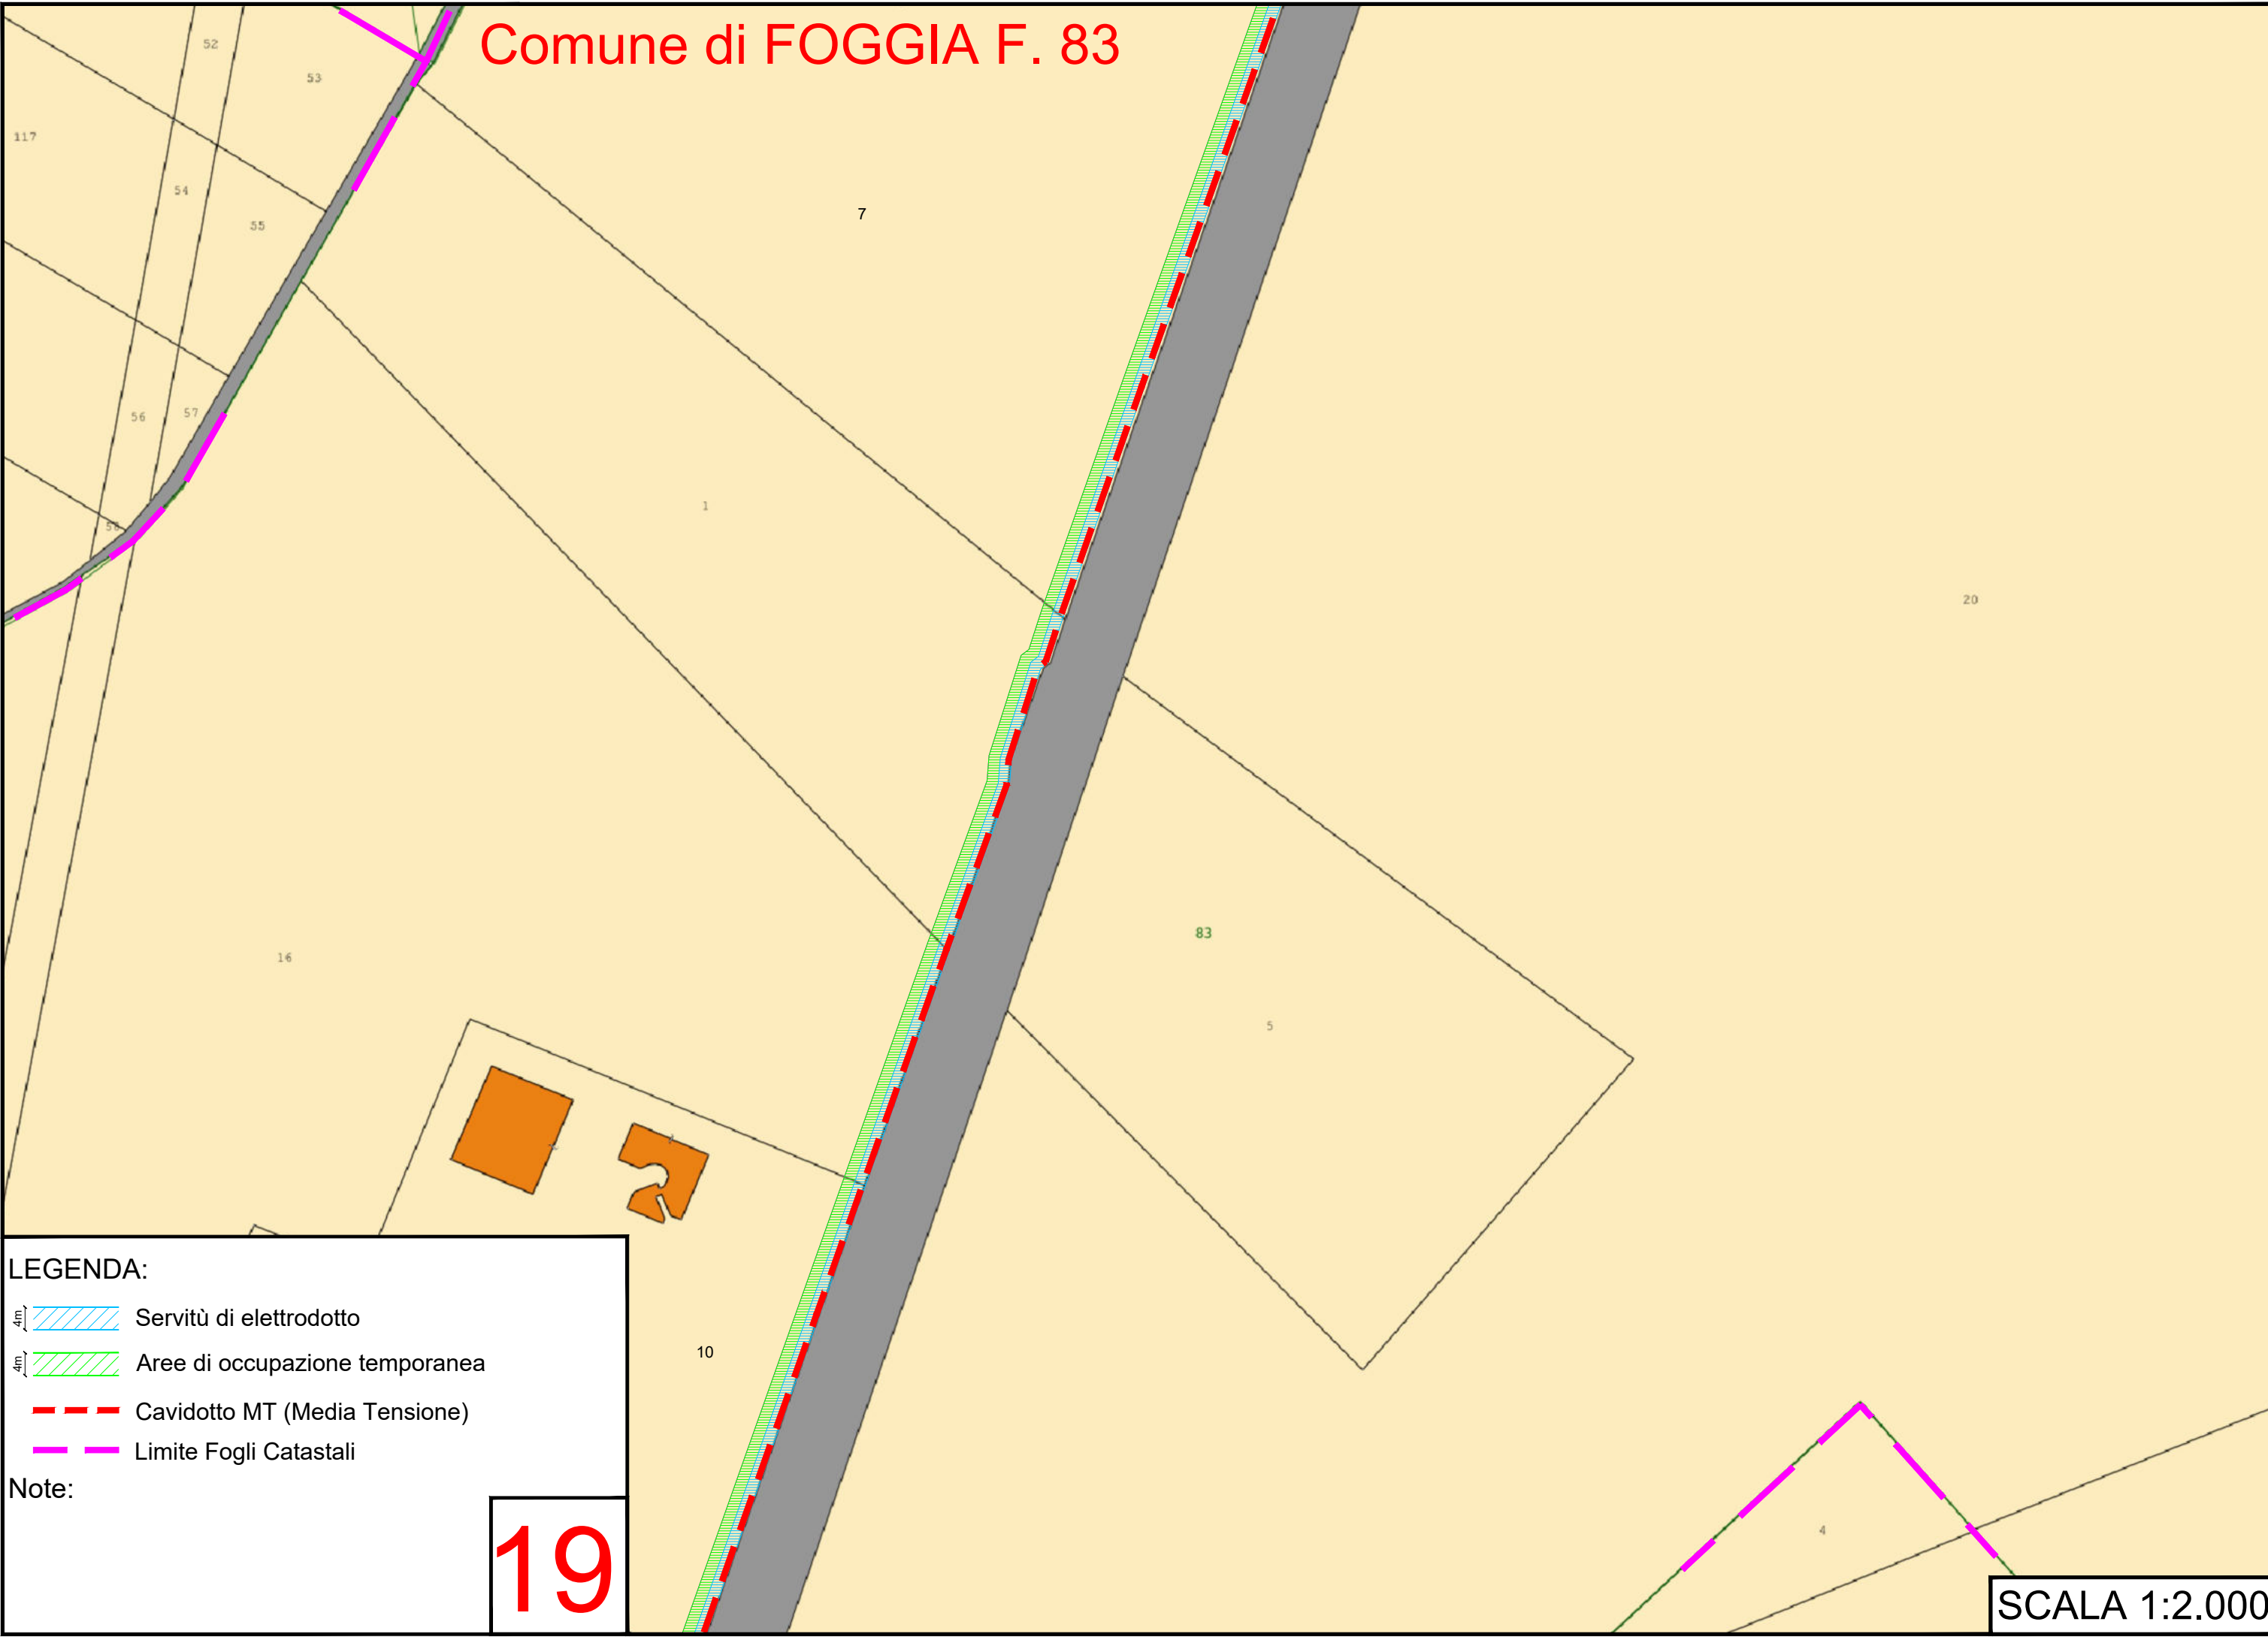 Comune di FOGGIA F. 83
52
53
117
54
55
7
56
57
58
1
20
83
16
5
10
4
LEGENDA:
4m Servitù di elettrodotto
4m Aree di occupazione temporanea
Cavidotto MT (Media Tensione)
Limite Fogli Catastali
Note:
19
SCALA 1:2.000